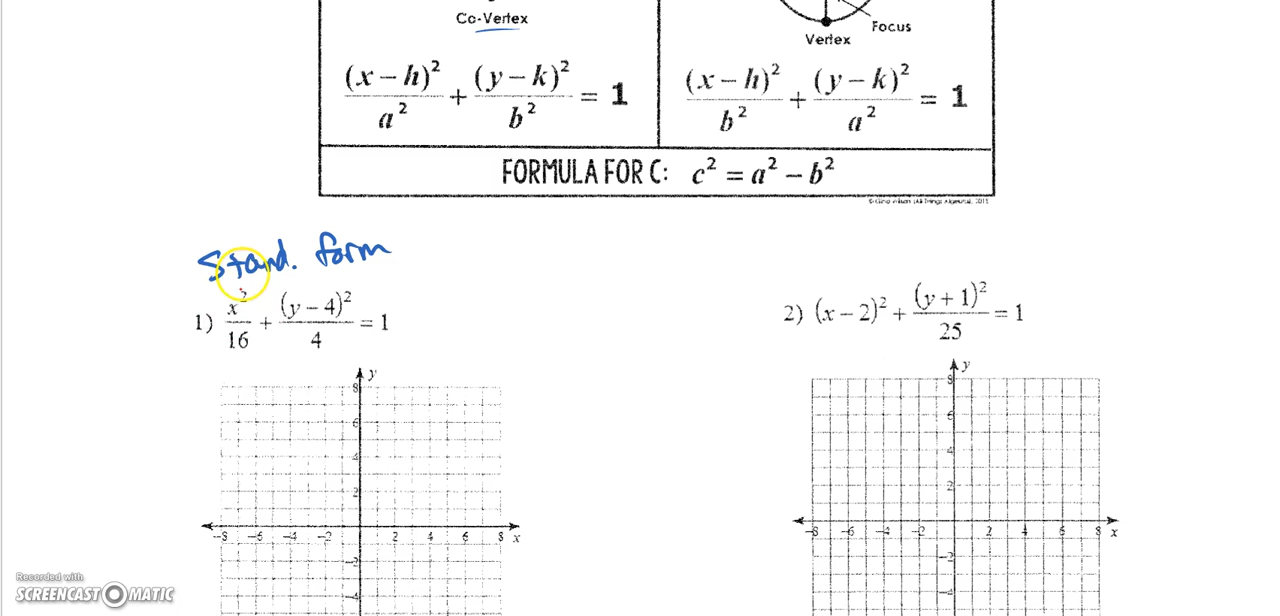 Co-Vertex
Focus
Vertex
(x – h)² / a² + (y – k)² / b² = 1
(x – h)² / b² + (y – k)² / a² = 1
FORMULA FOR C: c² = a² – b²
Stand. form
1) x² / 16 + (y – 4)² / 4 = 1
2) (x – 2)² + (y + 1)² / 25 = 1
y
8
6
4
2
–8 –6 –4 –2 2 4 6 8 x
–2
–4
y
8
6
4
2
–8 –6 –4 –2 2 4 6 8 x
–2
–4
Recorded with
SCREENCAST-O-MATIC